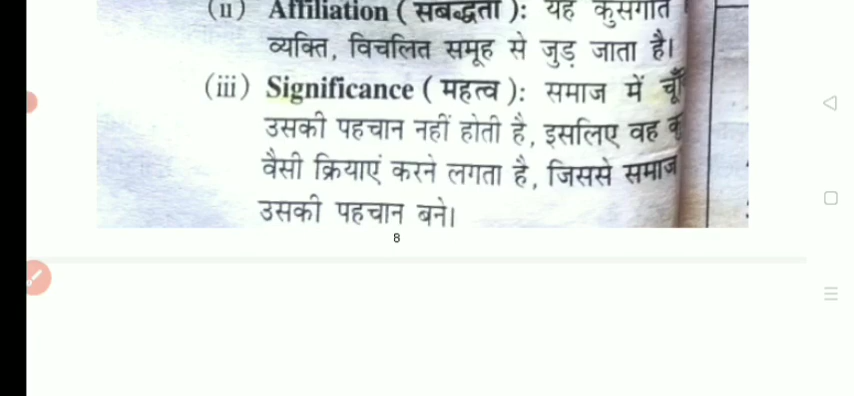 (ii) Affiliation ( संबद्धता ): यह कुसंगति
व्यक्ति, विचलित समूह से जुड़ जाता है।
(iii) Significance ( महत्व ): समाज में चूँ
उसकी पहचान नहीं होती है, इसलिए वह
वैसी क्रियाएं करने लगता है, जिससे समाज
उसकी पहचान बने।
8